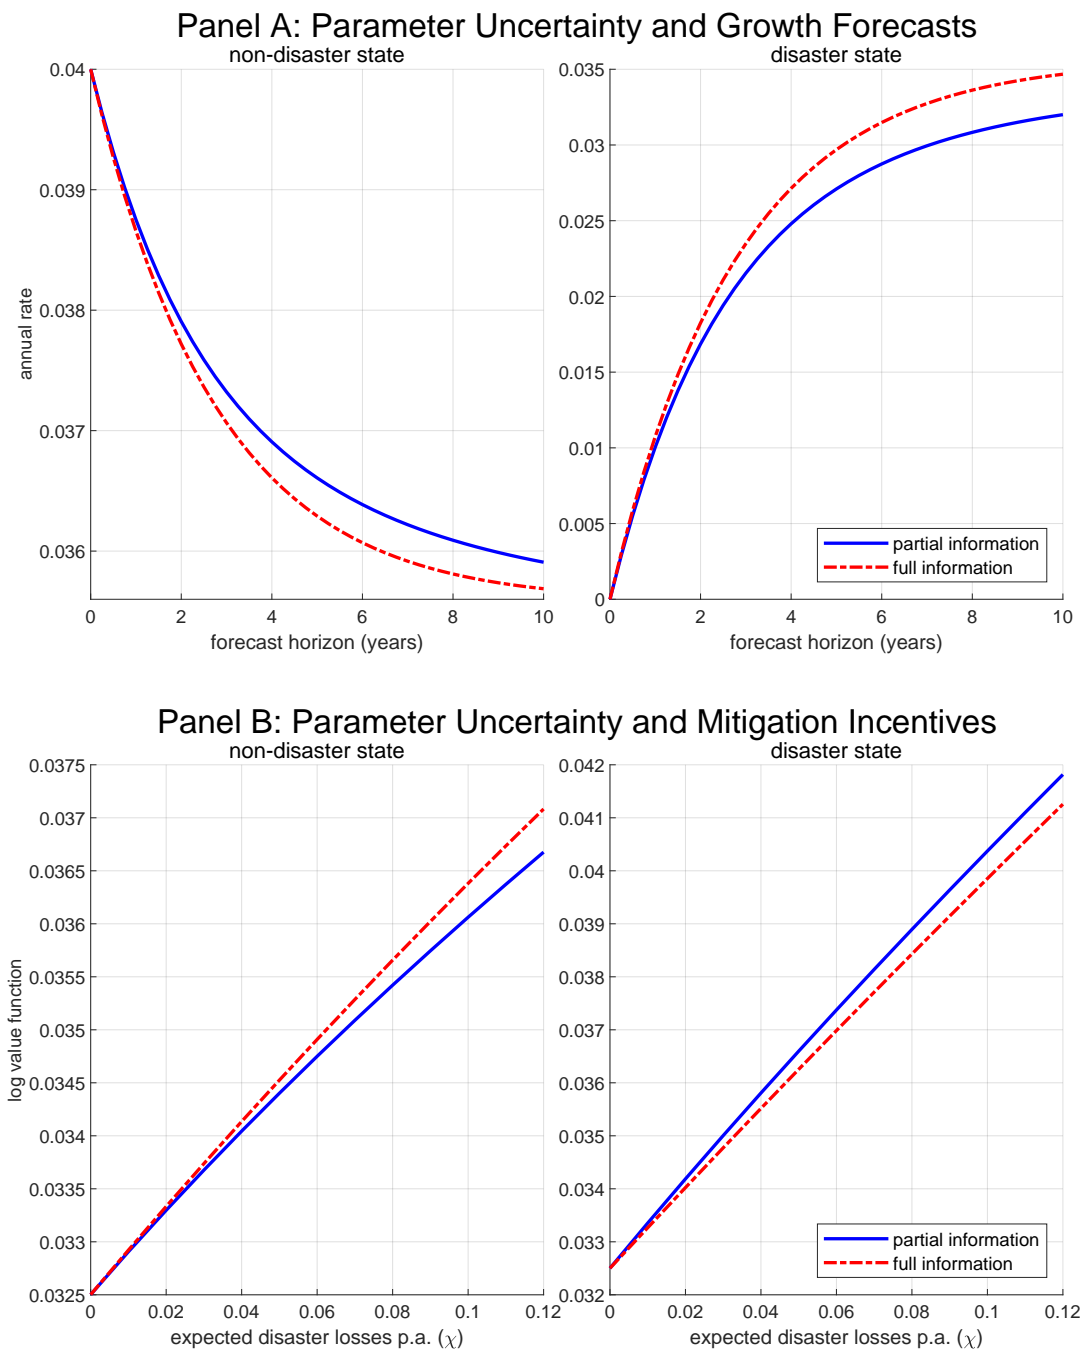 Panel A: Parameter Uncertainty and Growth Forecasts
non-disaster state
disaster state
annual rate
0.04
0.039
0.038
0.037
0.036
0 2 4 6 8 10
forecast horizon (years)
0.035
0.03
0.025
0.02
0.015
0.01
0.005
0
partial information
full information
0 2 4 6 8 10
forecast horizon (years)
Panel B: Parameter Uncertainty and Mitigation Incentives
non-disaster state
disaster state
log value function
0.0375
0.037
0.0365
0.036
0.0355
0.035
0.0345
0.034
0.0335
0.033
0.0325
0 0.02 0.04 0.06 0.08 0.1 0.12
expected disaster losses p.a. (χ)
0.042
0.041
0.04
0.039
0.038
0.037
0.036
0.035
0.034
0.033
0.032
partial information
full information
0 0.02 0.04 0.06 0.08 0.1 0.12
expected disaster losses p.a. (χ)